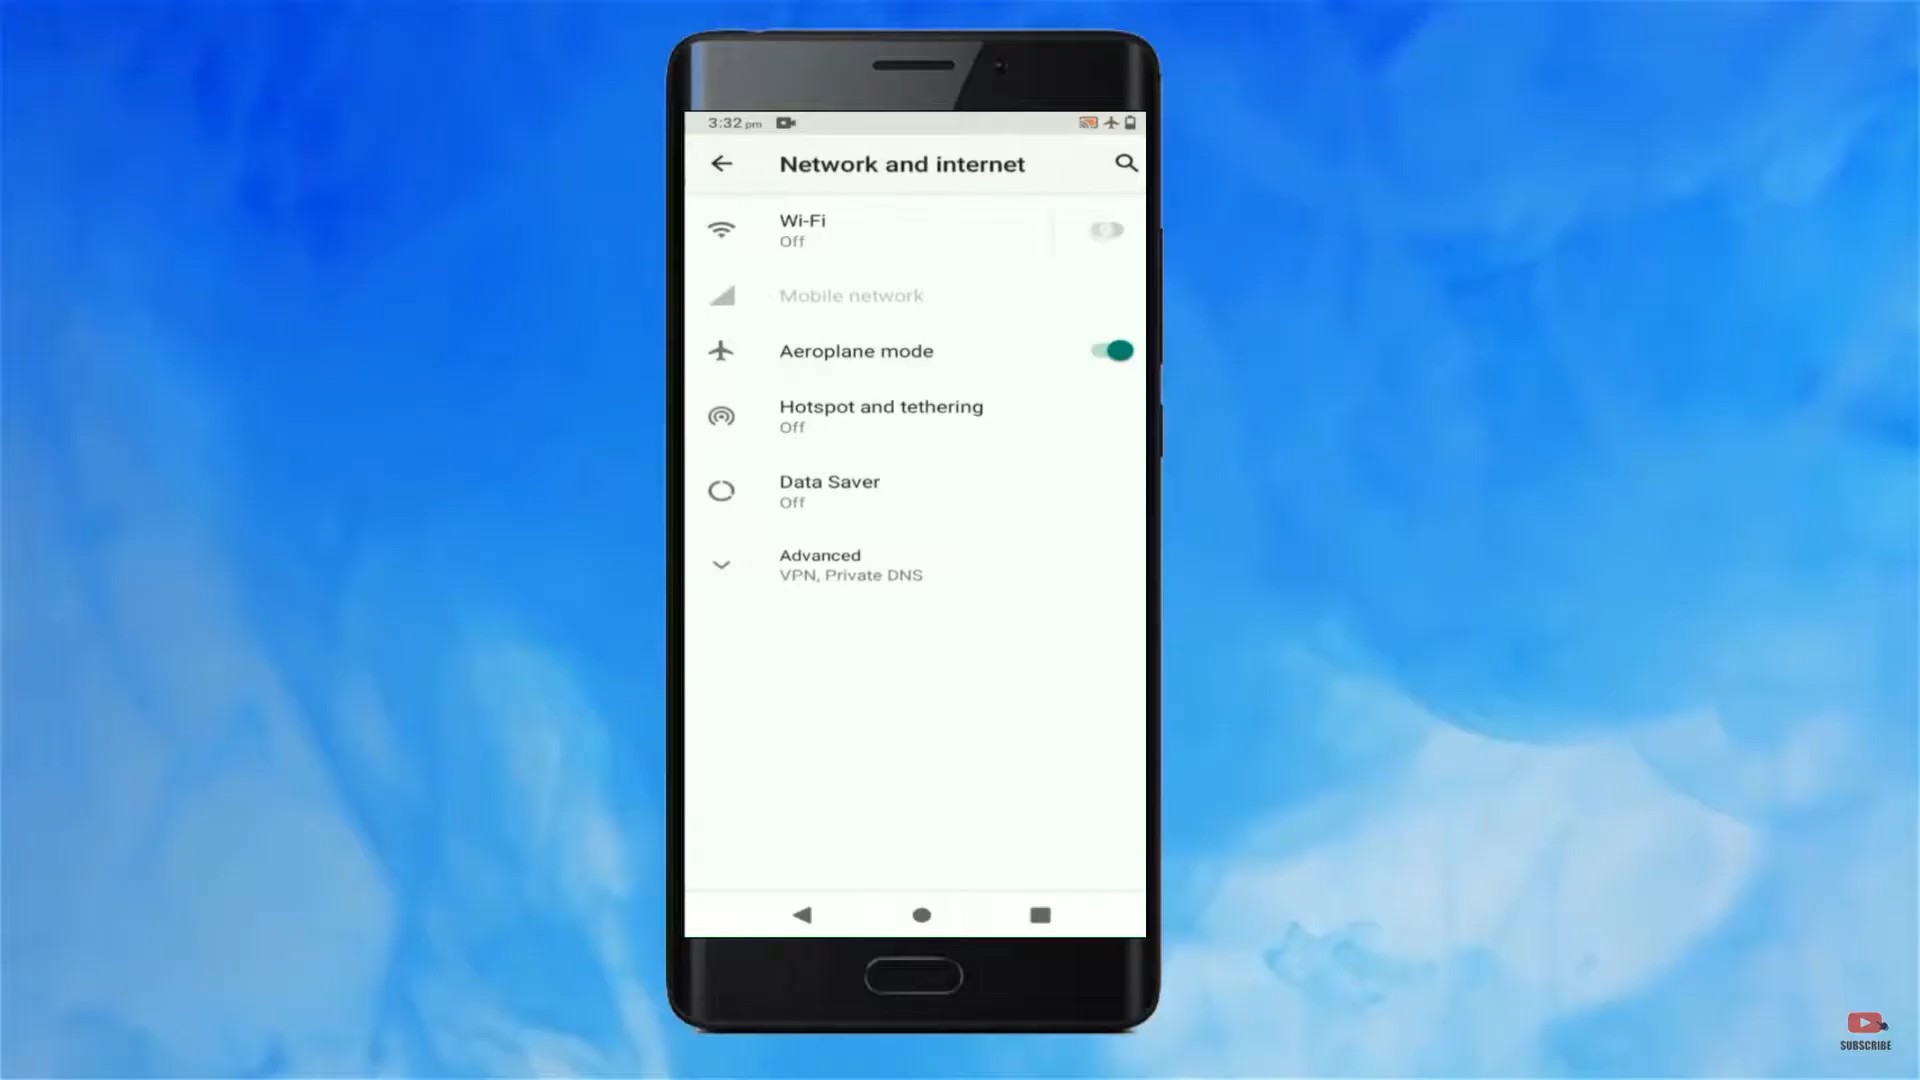 3:32 pm
Network and internet
Wi-Fi
Off
Mobile network
Aeroplane mode
Hotspot and tethering
Off
Data Saver
Off
Advanced
VPN, Private DNS
SUBSCRIBE